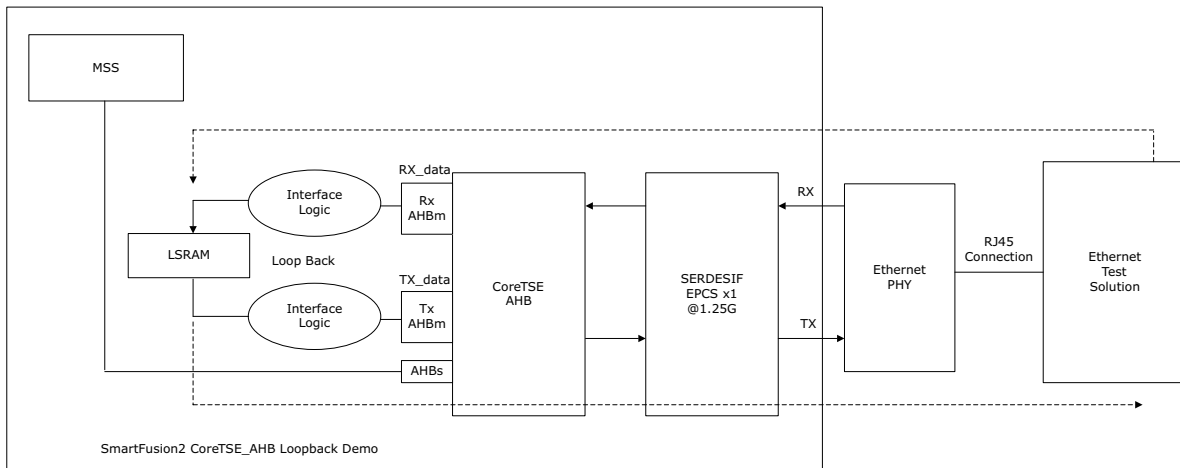 MSS
RX_data
Interface
Logic
Rx
AHBm
RX
LSRAM
Loop Back
RJ45
Connection
TX_data
CoreTSE
AHB
SERDESIF
EPCS x1
@1.25G
Ethernet
PHY
Ethernet
Test
Solution
Interface
Logic
Tx
AHBm
TX
AHBs
SmartFusion2 CoreTSE_AHB Loopback Demo